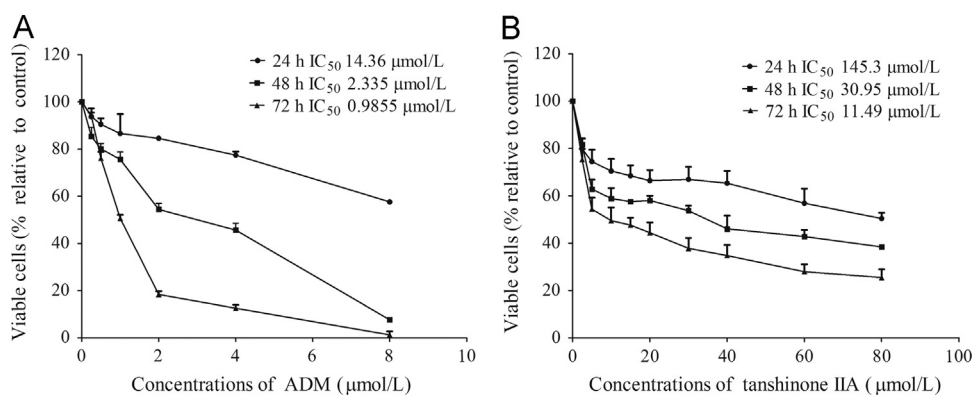 A
Viable cells (% relative to control)
120
100
80
60
40
20
0
24 h IC50 14.36 μmol/L
48 h IC50 2.335 μmol/L
72 h IC50 0.9855 μmol/L
0 2 4 6 8 10
Concentrations of ADM (μmol/L)
B
Viable cells (% relative to control)
120
100
80
60
40
20
0
24 h IC50 145.3 μmol/L
48 h IC50 30.95 μmol/L
72 h IC50 11.49 μmol/L
0 20 40 60 80 100
Concentrations of tanshinone IIA (μmol/L)